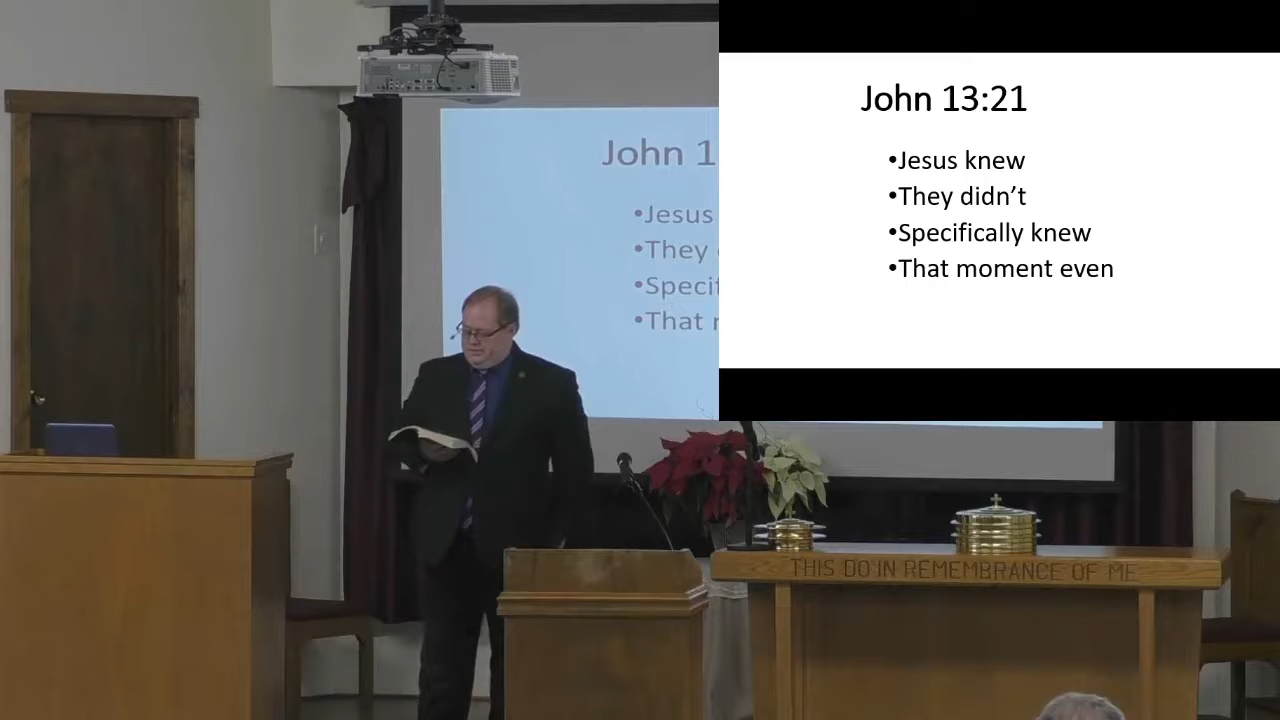 John 13:21
•Jesus knew
•They didn’t
•Specifically knew
•That moment even
John 1
•Jesus
•They
•Specif
•That
THIS DO IN REMEMBRANCE OF ME